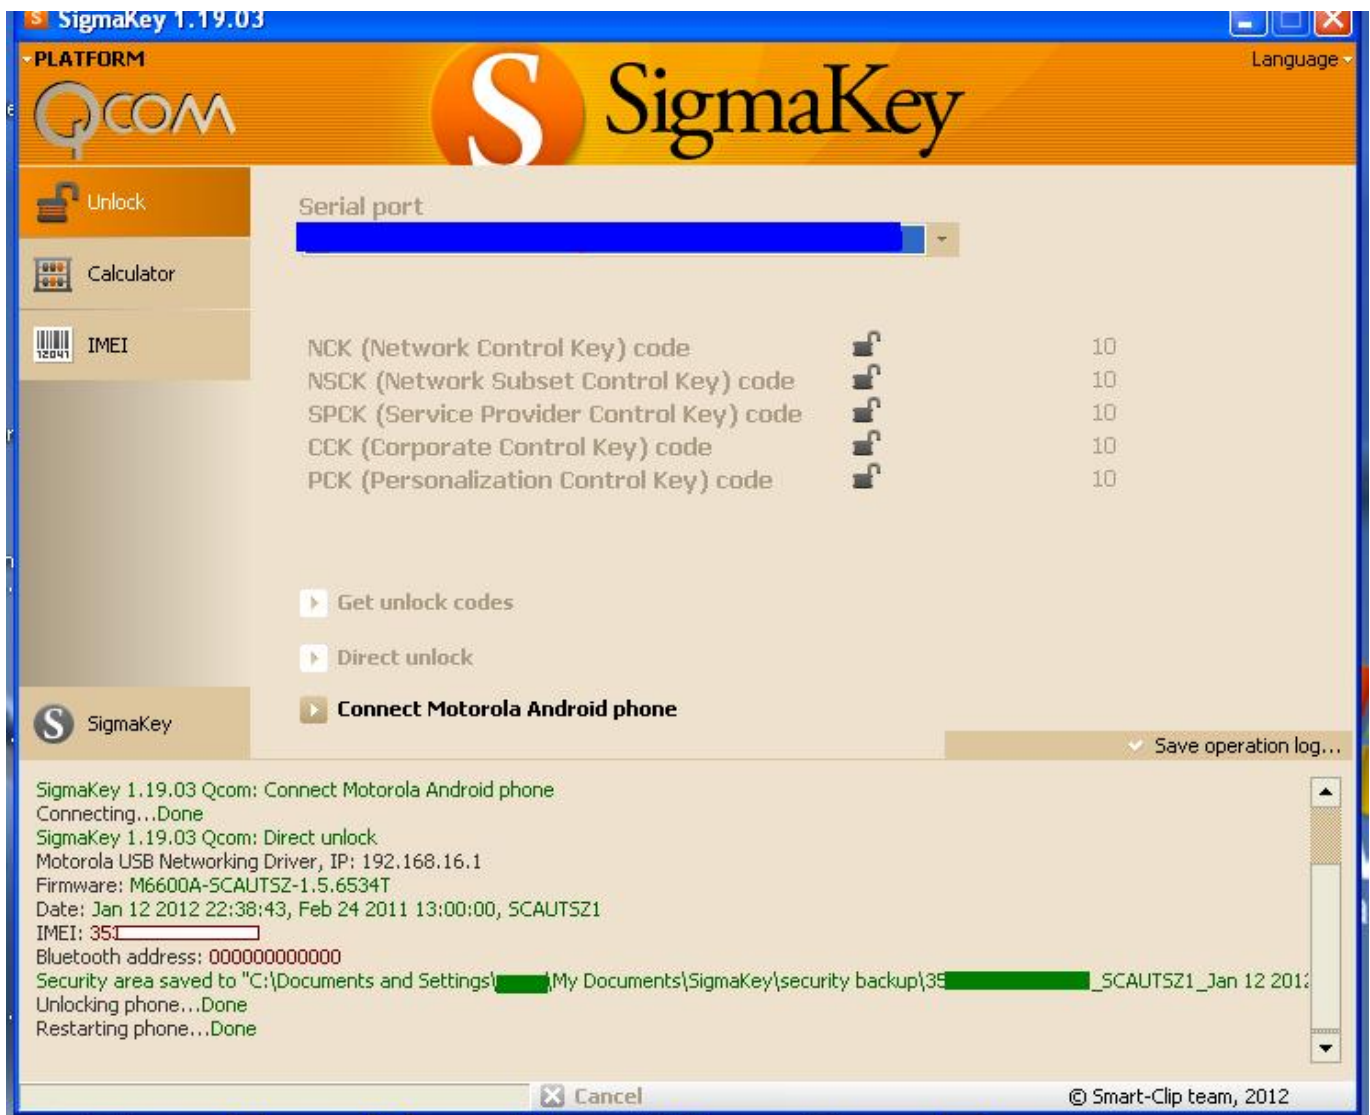 SigmaKey 1.19.03
PLATFORM
Language
QCOM
S SigmaKey
Unlock
Serial port
Calculator
12041
IMEI
NCK (Network Control Key) code 10
NSCK (Network Subset Control Key) code 10
SPCK (Service Provider Control Key) code 10
CCK (Corporate Control Key) code 10
PCK (Personalization Control Key) code 10
Get unlock codes
Direct unlock
Connect Motorola Android phone
S SigmaKey
Save operation log...
SigmaKey 1.19.03 Qcom: Connect Motorola Android phone
Connecting...Done
SigmaKey 1.19.03 Qcom: Direct unlock
Motorola USB Networking Driver, IP: 192.168.16.1
Firmware: M6600A-SCAUTSZ-1.5.6534T
Date: Jan 12 2012 22:38:43, Feb 24 2011 13:00:00, SCAUTSZ1
IMEI: 35
Bluetooth address: 000000000000
Security area saved to "C:\Documents and Settings\ \My Documents\SigmaKey\security backup\35 _SCAUTSZ1_Jan 12 2012
Unlocking phone...Done
Restarting phone...Done
Cancel
© Smart-Clip team, 2012